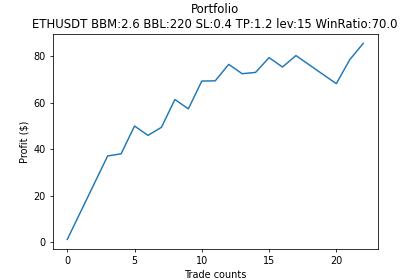 Portfolio
ETHUSDT BBM:2.6 BBL:220 SL:0.4 TP:1.2 lev:15 WinRatio:70.0
80
60
40
20
0
Profit ($)
0 5 10 15 20
Trade counts